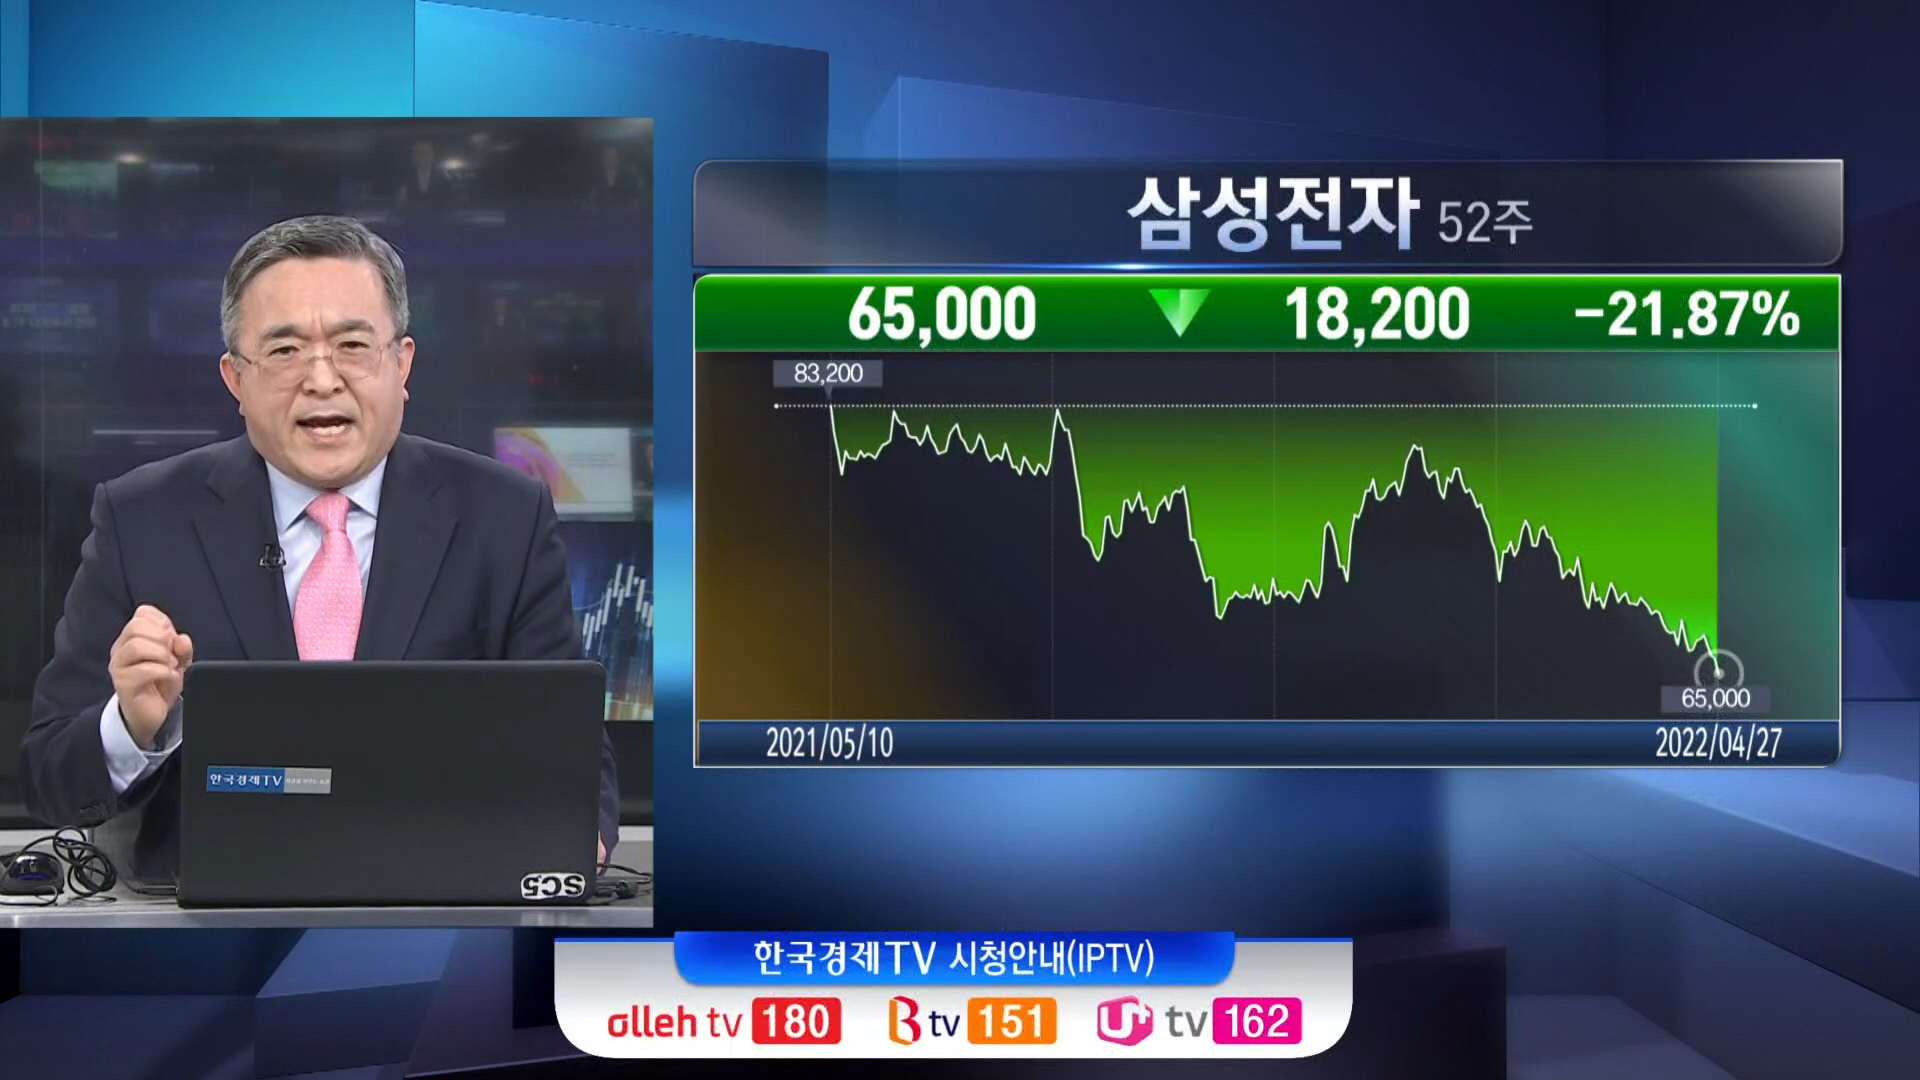 삼성전자 52주
65,000 ▼ 18,200 -21.87%
83,200
65,000
2021/05/10 2022/04/27
한국경제TV
SC5
한국경제TV 시청안내(IPTV)
olleh tv 180 B tv 151 U+ tv 162